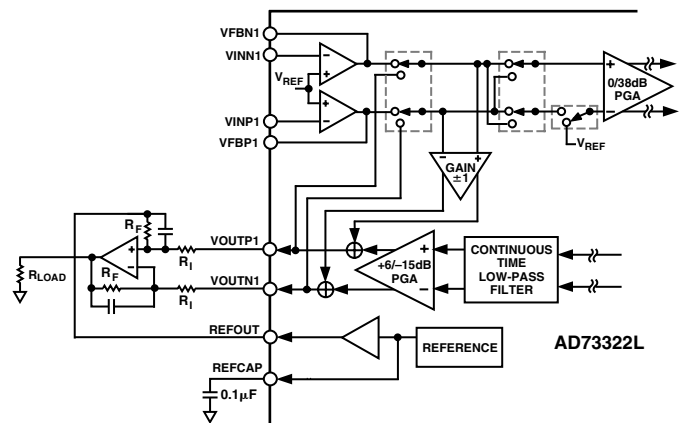 VFBN1
VINN1
VREF
VINP1
VFBP1
0/38dB
PGA
VREF
GAIN
±1
RF
VOUTP1
RI
RLOAD
RF
VOUTN1
RI
+6/–15dB
PGA
CONTINUOUS
TIME
LOW-PASS
FILTER
REFOUT
REFERENCE
AD73322L
REFCAP
0.1µF